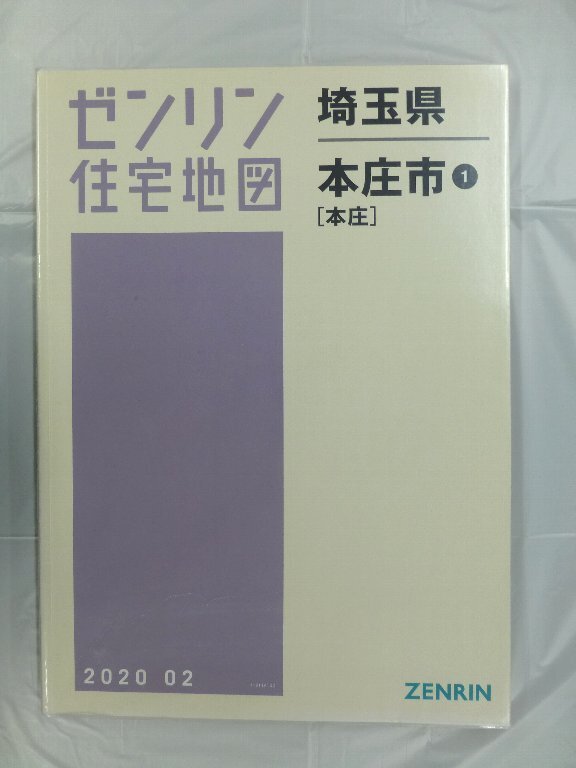 ゼンリン
住宅地図
埼玉県
本庄市 1
[本庄]
2020 02
ZENRIN